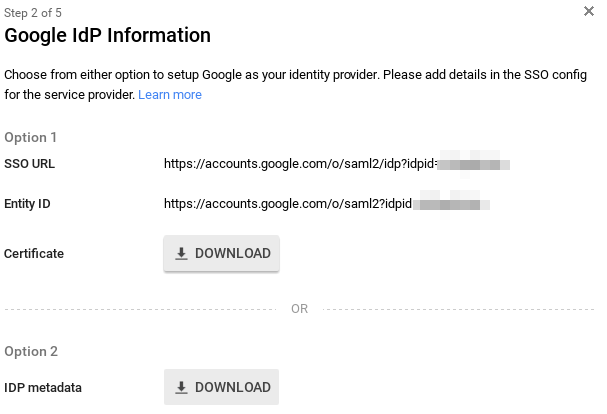 Step 2 of 5
Google IdP Information
Choose from either option to setup Google as your identity provider. Please add details in the SSO config
for the service provider. Learn more
Option 1
SSO URL https://accounts.google.com/o/saml2/idp?idpid=
Entity ID https://accounts.google.com/o/saml2?idpid
Certificate DOWNLOAD
OR
Option 2
IDP metadata DOWNLOAD